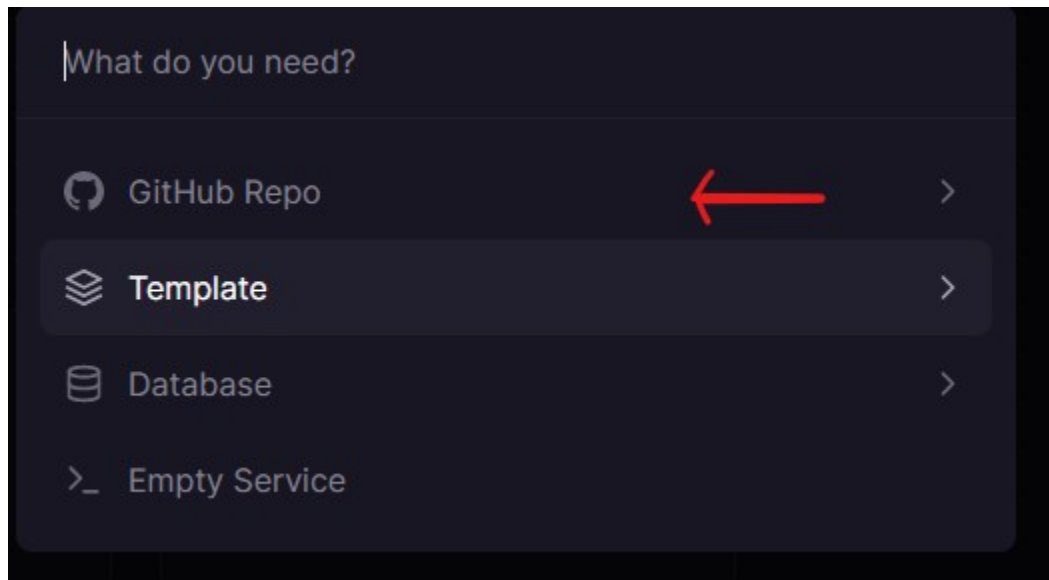 What do you need?
GitHub Repo
Template
Database
Empty Service